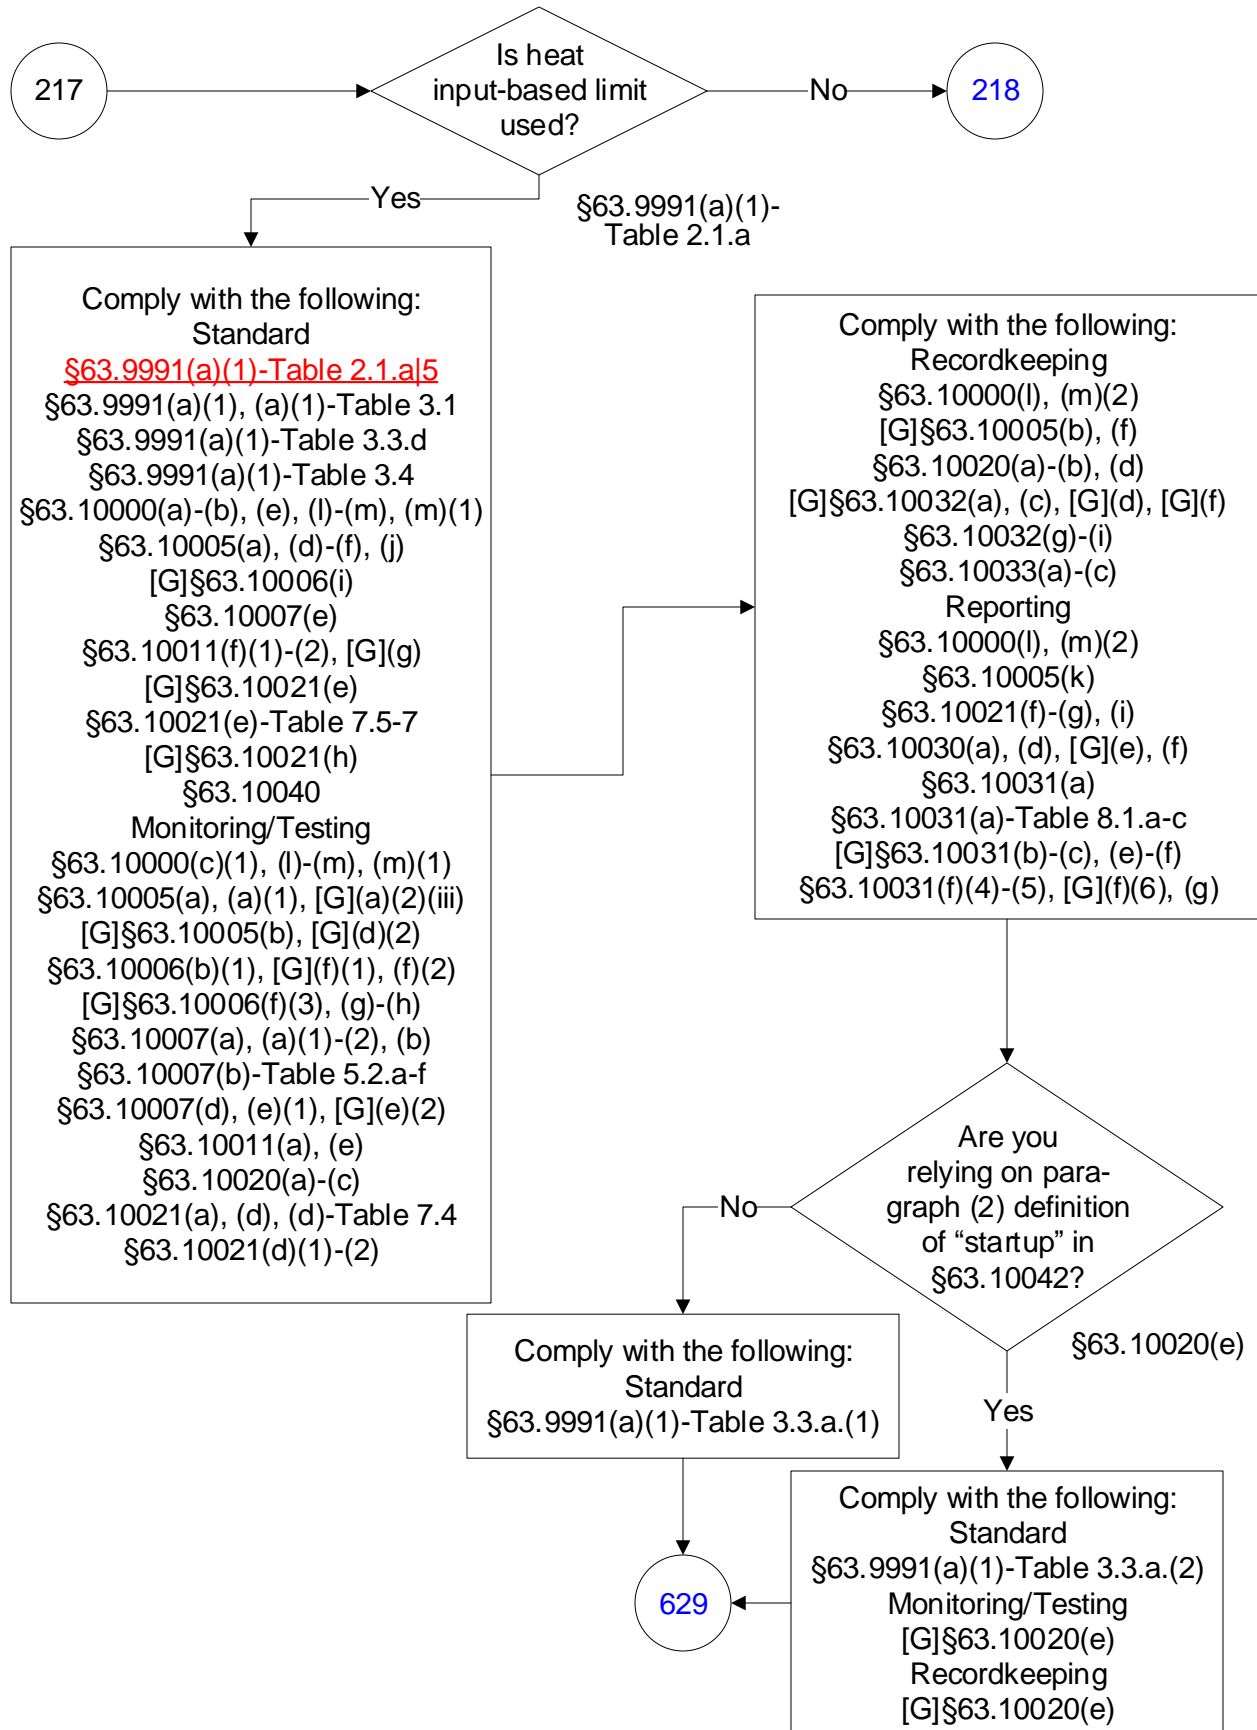 217
Is heat
input-based limit
used?
No
218
Yes
§63.9991(a)(1)-
Table 2.1.a
Comply with the following:
Standard
§63.9991(a)(1)-Table 2.1.a|5
§63.9991(a)(1), (a)(1)-Table 3.1
§63.9991(a)(1)-Table 3.3.d
§63.9991(a)(1)-Table 3.4
§63.10000(a)-(b), (e), (l)-(m), (m)(1)
§63.10005(a), (d)-(f), (j)
[G]§63.10006(i)
§63.10007(e)
§63.10011(f)(1)-(2), [G](g)
[G]§63.10021(e)
§63.10021(e)-Table 7.5-7
[G]§63.10021(h)
§63.10040
Monitoring/Testing
§63.10000(c)(1), (l)-(m), (m)(1)
§63.10005(a), (a)(1), [G](a)(2)(iii)
[G]§63.10005(b), [G](d)(2)
§63.10006(b)(1), [G](f)(1), (f)(2)
[G]§63.10006(f)(3), (g)-(h)
§63.10007(a), (a)(1)-(2), (b)
§63.10007(b)-Table 5.2.a-f
§63.10007(d), (e)(1), [G](e)(2)
§63.10011(a), (e)
§63.10020(a)-(c)
§63.10021(a), (d), (d)-Table 7.4
§63.10021(d)(1)-(2)
Comply with the following:
Recordkeeping
§63.10000(l), (m)(2)
[G]§63.10005(b), (f)
§63.10020(a)-(b), (d)
[G]§63.10032(a), (c), [G](d), [G](f)
§63.10032(g)-(i)
§63.10033(a)-(c)
Reporting
§63.10000(l), (m)(2)
§63.10005(k)
§63.10021(f)-(g), (i)
§63.10030(a), (d), [G](e), (f)
§63.10031(a)
§63.10031(a)-Table 8.1.a-c
[G]§63.10031(b)-(c), (e)-(f)
§63.10031(f)(4)-(5), [G](f)(6), (g)
Are you
relying on para-
graph (2) definition
of “startup” in
§63.10042?
§63.10020(e)
No
Yes
Comply with the following:
Standard
§63.9991(a)(1)-Table 3.3.a.(1)
Comply with the following:
Standard
§63.9991(a)(1)-Table 3.3.a.(2)
Monitoring/Testing
[G]§63.10020(e)
Recordkeeping
[G]§63.10020(e)
629